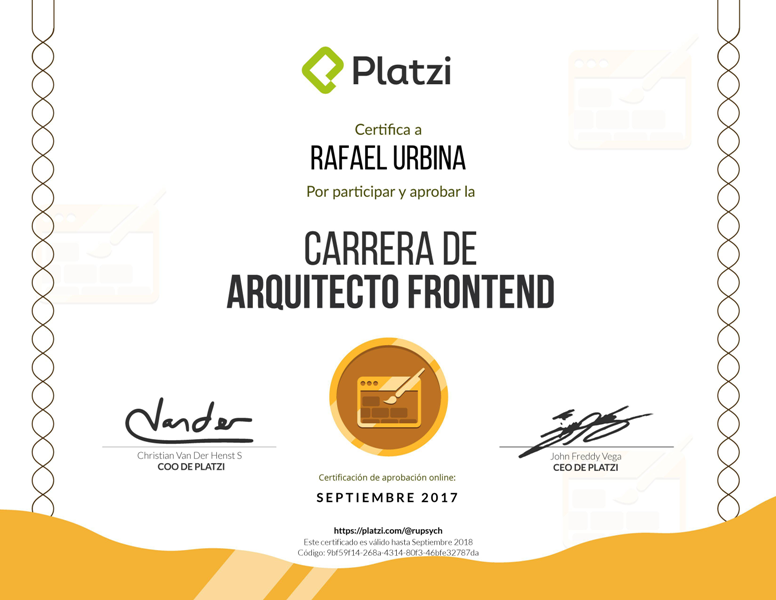 Platzi
Certifica a
RAFAEL URBINA
Por participar y aprobar la
CARRERA DE
ARQUITECTO FRONTEND
Vander
Christian Van Der Henst S
COO DE PLATZI
John Freddy Vega
CEO DE PLATZI
Certificación de aprobación online:
SEPTIEMBRE 2017
https://platzi.com/@rupsych
Este certificado es válido hasta Septiembre 2018
Código: 9bf59f14-268a-4314-80f3-46bfe32787da